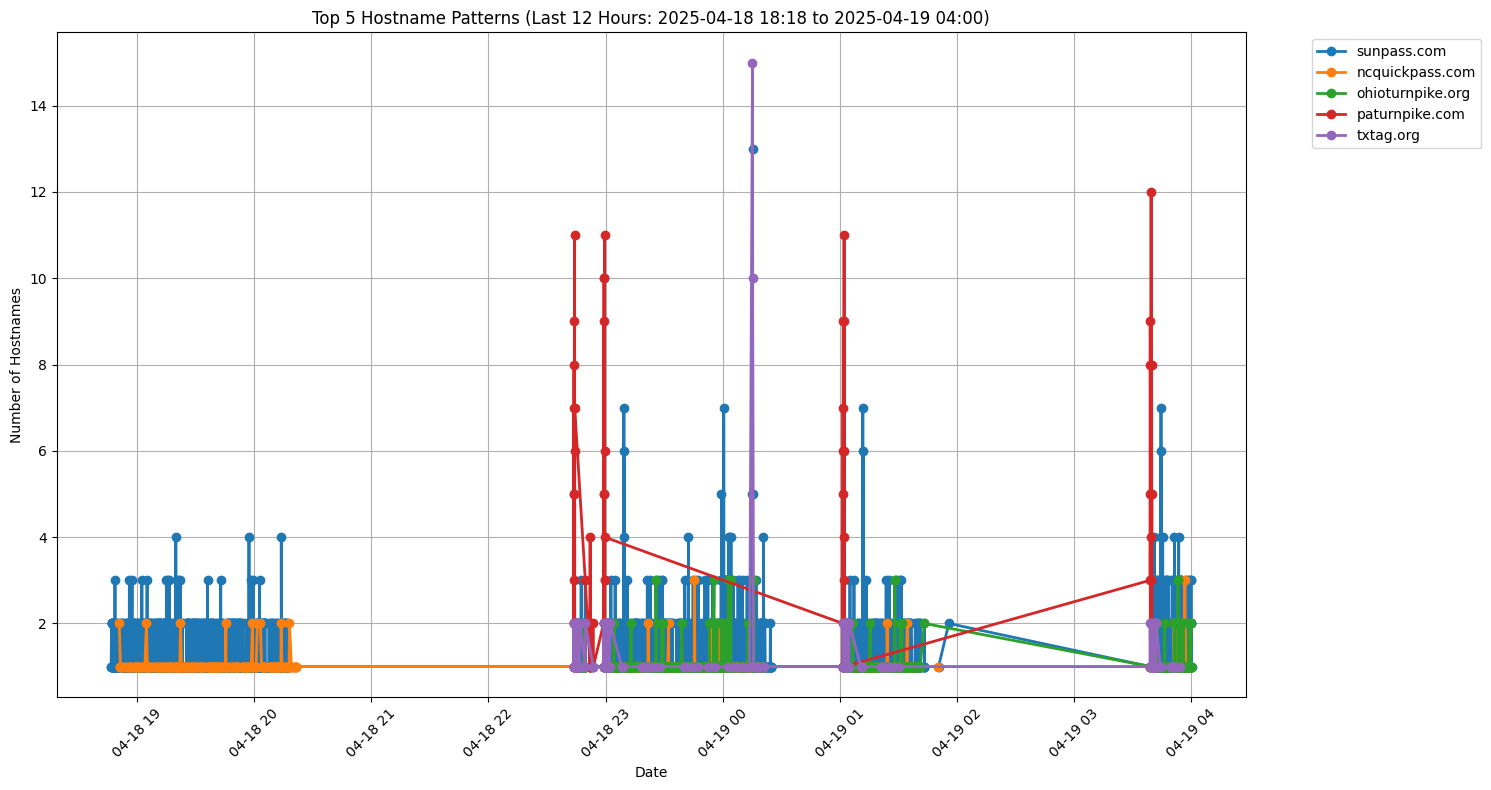 Top 5 Hostname Patterns (Last 12 Hours: 2025-04-18 18:18 to 2025-04-19 04:00)
sunpass.com
ncquickpass.com
ohioturnpike.org
paturnpike.com
txtag.org
Number of Hostnames
14
12
10
8
6
4
2
04-18 19
04-18 20
04-18 21
04-18 22
04-18 23
04-19 00
04-19 01
04-19 02
04-19 03
04-19 04
Date